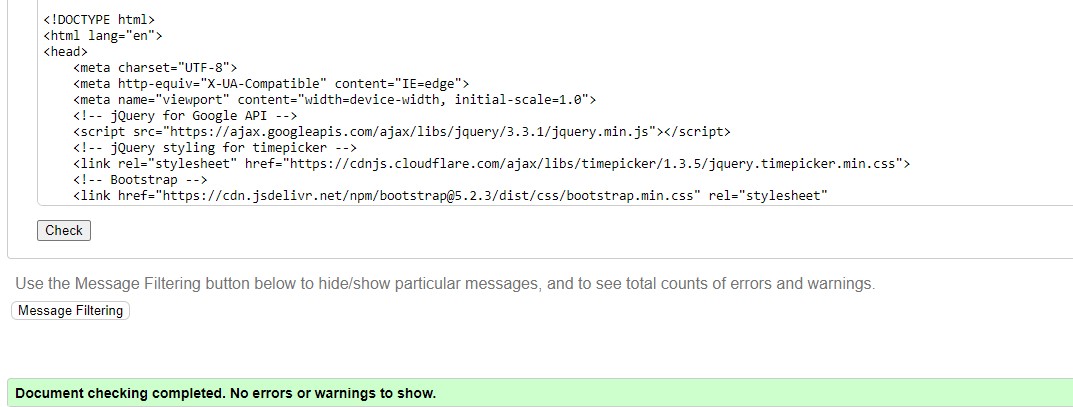 <!DOCTYPE html>
<html lang="en">
<head>
    <meta charset="UTF-8">
    <meta http-equiv="X-UA-Compatible" content="IE=edge">
    <meta name="viewport" content="width=device-width, initial-scale=1.0">
    <!-- jQuery for Google API -->
    <script src="https://ajax.googleapis.com/ajax/libs/jquery/3.3.1/jquery.min.js"></script>
    <!-- jQuery styling for timepicker -->
    <link rel="stylesheet" href="https://cdnjs.cloudflare.com/ajax/libs/timepicker/1.3.5/jquery.timepicker.min.css">
    <!-- Bootstrap -->
    <link href="https://cdn.jsdelivr.net/npm/bootstrap@5.2.3/dist/css/bootstrap.min.css" rel="stylesheet"
Check
Use the Message Filtering button below to hide/show particular messages, and to see total counts of errors and warnings.
Message Filtering
Document checking completed. No errors or warnings to show.